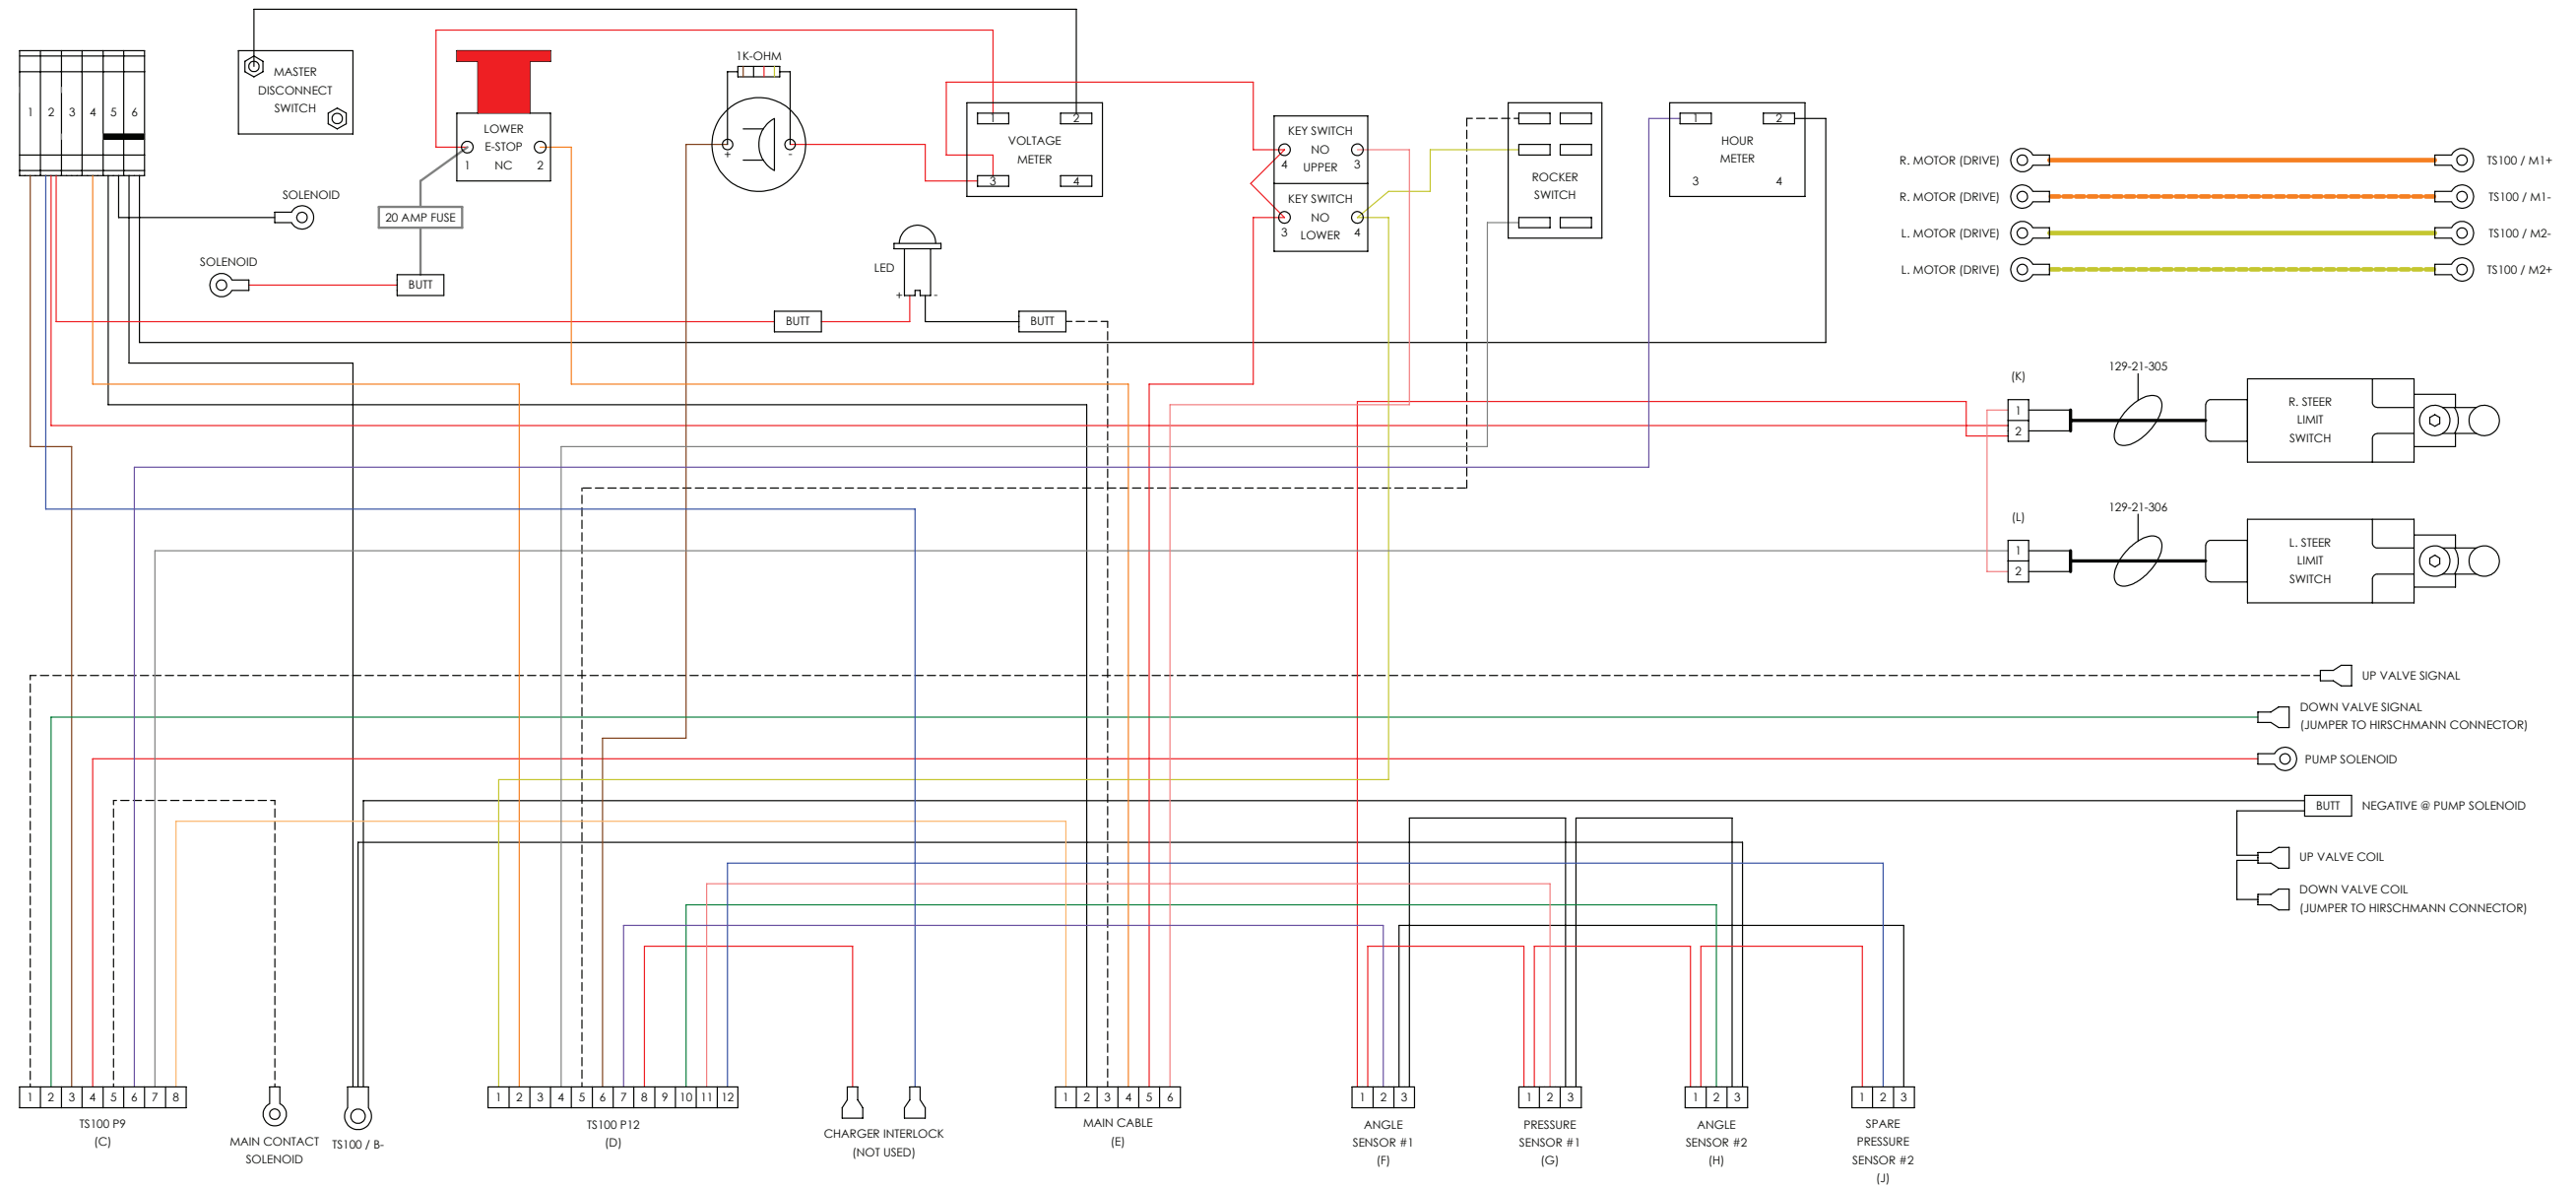 1 2 3 4 5 6
MASTER
DISCONNECT
SWITCH
LOWER
E-STOP
NC
1 2
1K-OHM
+ -
1 2
VOLTAGE
METER
3 4
KEY SWITCH
NO
4 3
UPPER
KEY SWITCH
NO
3 4
LOWER
ROCKER
SWITCH
1 2
HOUR
METER
3 4
R. MOTOR (DRIVE) TS100 / M1+
R. MOTOR (DRIVE) TS100 / M1-
L. MOTOR (DRIVE) TS100 / M2-
L. MOTOR (DRIVE) TS100 / M2+
SOLENOID
20 AMP FUSE
SOLENOID
BUTT
LED
+ -
BUTT
BUTT
(K)
1
2
129-21-305
R. STEER
LIMIT
SWITCH
(L)
1
2
129-21-306
L. STEER
LIMIT
SWITCH
UP VALVE SIGNAL
DOWN VALVE SIGNAL
(JUMPER TO HIRSCHMANN CONNECTOR)
PUMP SOLENOID
BUTT
NEGATIVE @ PUMP SOLENOID
UP VALVE COIL
DOWN VALVE COIL
(JUMPER TO HIRSCHMANN CONNECTOR)
1 2 3 4 5 6 7 8
TS100 P9
(C)
MAIN CONTACT
SOLENOID
TS100 / B-
1 2 3 4 5 6 7 8 9 10 11 12
TS100 P12
(D)
CHARGER INTERLOCK
(NOT USED)
1 2 3 4 5 6
MAIN CABLE
(E)
1 2 3
ANGLE
SENSOR #1
(F)
1 2 3
PRESSURE
SENSOR #1
(G)
1 2 3
ANGLE
SENSOR #2
(H)
1 2 3
SPARE
PRESSURE
SENSOR #2
(J)